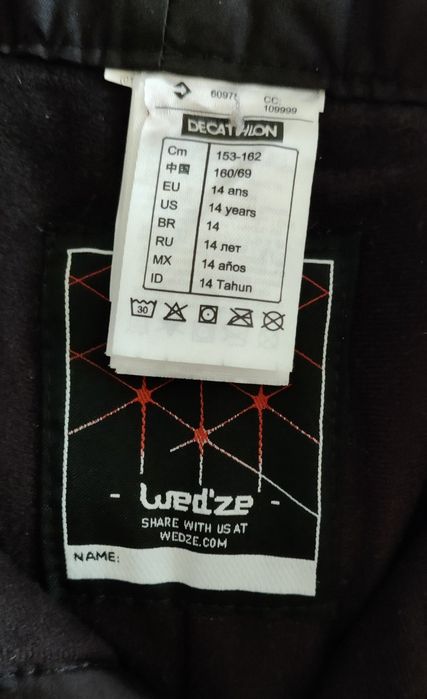 CC:
109999
DECATHLON
Cm 153-162
中国 160/69
EU 14 ans
US 14 years
BR 14
RU 14 лет
MX 14 años
ID 14 Tahun
30
- wed'ze -
SHARE WITH US AT
WEDZE.COM
NAME: